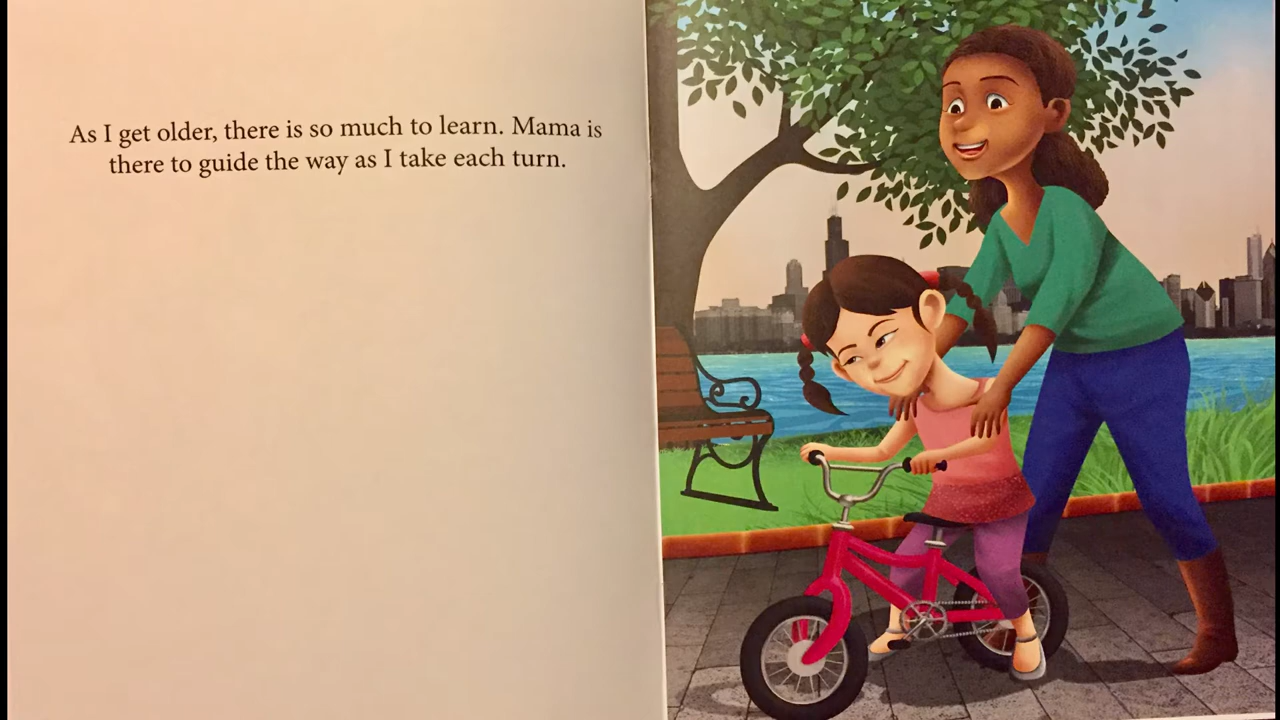 As I get older, there is so much to learn. Mama is
there to guide the way as I take each turn.